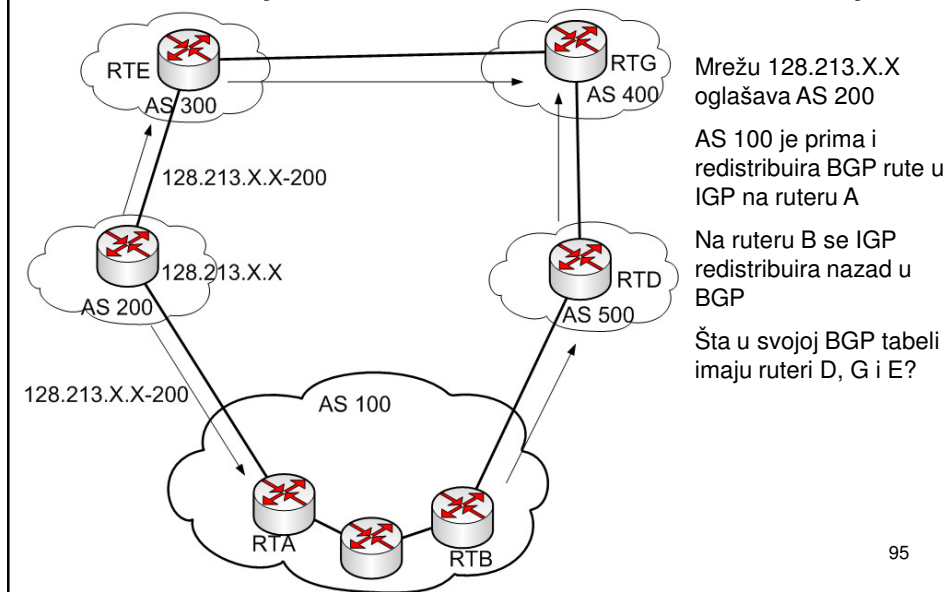 RTE
AS 300
RTG
AS 400
128.213.X.X-200
128.213.X.X
AS 200
RTD
AS 500
128.213.X.X-200
AS 100
RTA
RTB
Mrežu 128.213.X.X
oglašava AS 200
AS 100 je prima i
redistribuira BGP rute u
IGP na ruteru A
Na ruteru B se IGP
redistribuira nazad u
BGP
Šta u svojoj BGP tabeli
imaju ruteri D, G i E?
95